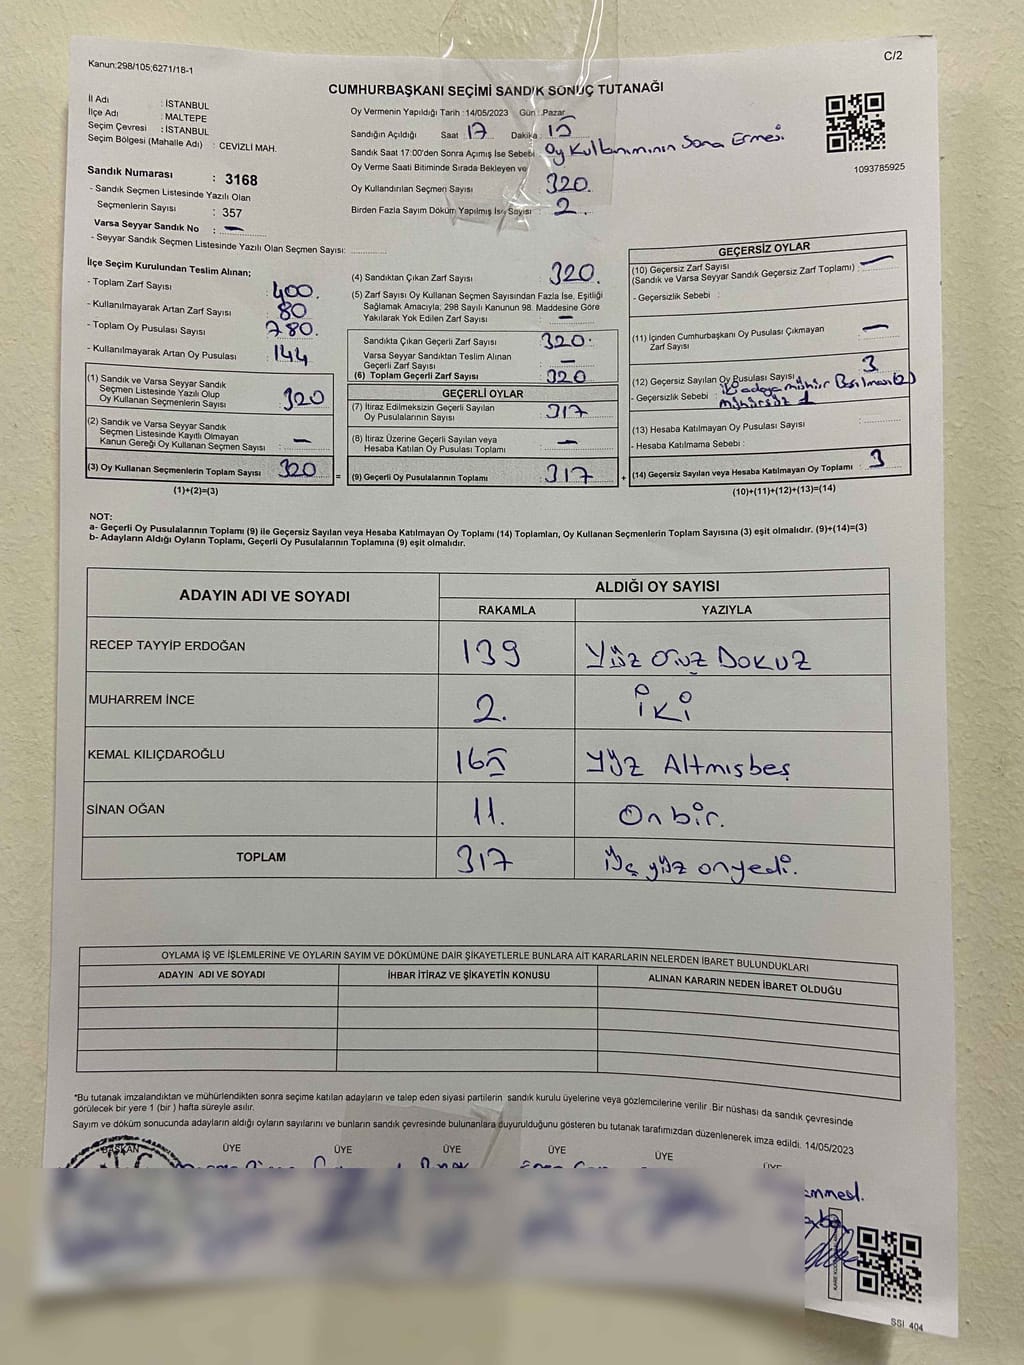 Kanun:298/105;6271/18-1
C/2
CUMHURBAŞKANI SEÇİMİ SANDIK SONUÇ TUTANAĞI
İl Adı : İSTANBUL
İlçe Adı : MALTEPE
Seçim Çevresi : İSTANBUL
Seçim Bölgesi (Mahalle Adı) : CEVİZLİ MAH.
Sandık Numarası : 3168
- Sandık Seçmen Listesinde Yazılı Olan
Seçmenlerin Sayısı : 357
Varsa Seyyar Sandık No : —
- Seyyar Sandık Seçmen Listesinde Yazılı Olan Seçmen Sayısı:
Oy Vermenin Yapıldığı Tarih : 14/05/2023 Gün : Pazar
Sandığın Açıldığı Saat 17 Dakika : 15
Sandık Saat 17:00'den Sonra Açımış İse Sebebi : Oy Kullanımının Sona Ermesi
Oy Verme Saati Bitiminde Sırada Bekleyen ve
Oy Kullandırılan Seçmen Sayısı 320.
Birden Fazla Sayım Döküm Yapılmış İse Sayısı : 2.
1093785925
İlçe Seçim Kurulundan Teslim Alınan;
- Toplam Zarf Sayısı : 400.
- Kullanılmayarak Artan Zarf Sayısı : 80
- Toplam Oy Pusulası Sayısı : 780.
- Kullanılmayarak Artan Oy Pusulası : 144
(1) Sandık ve Varsa Seyyar Sandık
Seçmen Listesinde Yazılı Olup
Oy Kullanan Seçmenlerin Sayısı : 320
(2) Sandık ve Varsa Seyyar Sandık
Seçmen Listesinde Kayıtlı Olmayan
Kanun Gereği Oy Kullanan Seçmen Sayısı : —
(3) Oy Kullanan Seçmenlerin Toplam Sayısı : 320 =
(1)+(2)=(3)
(4) Sandıktan Çıkan Zarf Sayısı : 320.
(5) Zarf Sayısı Oy Kullanan Seçmen Sayısından Fazla İse, Eşitliği
Sağlamak Amacıyla; 298 Sayılı Kanunun 98. Maddesine Göre
Yakılarak Yok Edilen Zarf Sayısı : —
Sandıkta Çıkan Geçerli Zarf Sayısı : 320.
Varsa Seyyar Sandıktan Teslim Alınan
Geçerli Zarf Sayısı : —
(6) Toplam Geçerli Zarf Sayısı : 320
GEÇERLİ OYLAR
(7) İtiraz Edilmeksizin Geçerli Sayılan
Oy Pusulalarının Sayısı : 317
(8) İtiraz Üzerine Geçerli Sayılan veya
Hesaba Katılan Oy Pusulası Toplamı : —
(9) Geçerli Oy Pusulalarının Toplamı : 317 +
GEÇERSİZ OYLAR
(10) Geçersiz Zarf Sayısı
(Sandık ve Varsa Seyyar Sandık Geçersiz Zarf Toplamı) : —
- Geçersizlik Sebebi :
(11) İçinden Cumhurbaşkanı Oy Pusulası Çıkmayan
Zarf Sayısı : —
(12) Geçersiz Sayılan Oy Pusulası Sayısı : 3
- Geçersizlik Sebebi : iki adaya mühür Basılması (2)
mühürsüz 1
(13) Hesaba Katılmayan Oy Pusulası Sayısı :
- Hesaba Katılmama Sebebi :
(14) Geçersiz Sayılan veya Hesaba Katılmayan Oy Toplamı : 3
(10)+(11)+(12)+(13)=(14)
NOT:
a- Geçerli Oy Pusulalarının Toplamı (9) ile Geçersiz Sayılan veya Hesaba Katılmayan Oy Toplamı (14) Toplamları, Oy Kullanan Seçmenlerin Toplam Sayısına (3) eşit olmalıdır. (9)+(14)=(3)
b- Adayların Aldığı Oyların Toplamı, Geçerli Oy Pusulalarının Toplamına (9) eşit olmalıdır.
ADAYIN ADI VE SOYADI ALDIĞI OY SAYISI
RAKAMLA YAZIYLA
RECEP TAYYİP ERDOĞAN 139 Yüz Otuz Dokuz
MUHARREM İNCE 2. iki
KEMAL KILIÇDAROĞLU 165 Yüz Altmışbeş
SİNAN OĞAN 11. Onbir.
TOPLAM 317 üç yüz onyedi.
OYLAMA İŞ VE İŞLEMLERİNE VE OYLARIN SAYIM VE DÖKÜMÜNE DAİR ŞİKAYETLERLE BUNLARA AİT KARARLARIN NELERDEN İBARET BULUNDUKLARI
ADAYIN ADI VE SOYADI İHBAR İTİRAZ VE ŞİKAYETİN KONUSU ALINAN KARARIN NEDEN İBARET OLDUĞU
*Bu tutanak imzalandıktan ve mühürlendikten sonra seçime katılan adayların ve talep eden siyasi partilerin sandık kurulu üyelerine veya gözlemcilerine verilir .Bir nüshası da sandık çevresinde
görülecek bir yere 1 (bir ) hafta süreyle asılır.
Sayım ve döküm sonucunda adayların aldığı oyların sayılarını ve bunların sandık çevresinde bulunanlara duyurulduğunu gösteren bu tutanak tarafımızdan düzenlenerek imza edildi. 14/05/2023
BAŞKAN ÜYE ÜYE ÜYE ÜYE ÜYE ÜYE
SSİ 404